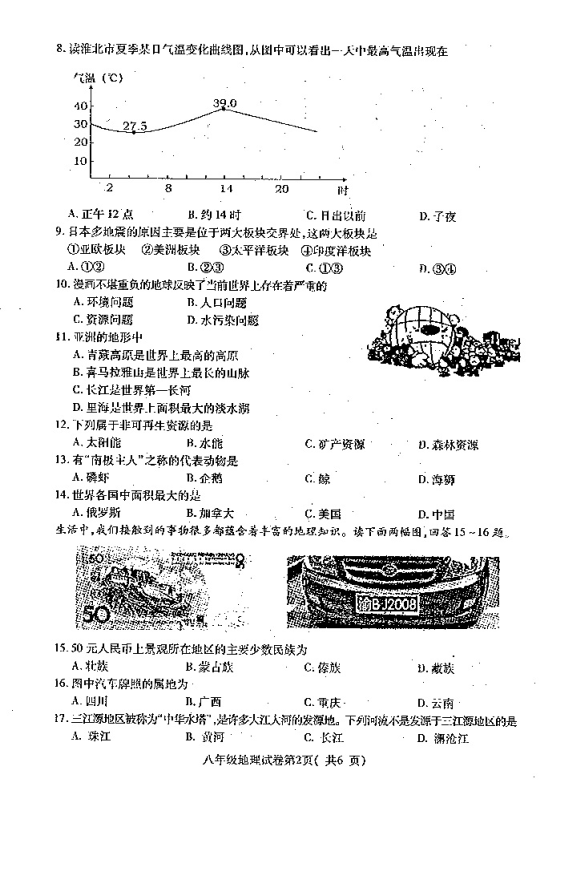 8. 读淮北市夏季某日气温变化曲线图,从图中可以看出一天中最高气温出现在
气温 (℃)
40
39.0
30
27.5
20
10
2 8 14 20 时
A. 正午12点 B. 约14时 C. 日出以前 D. 子夜
9. 日本多地震的原因主要是位于两大板块交界处,这两大板块是
①亚欧板块 ②美洲板块 ③太平洋板块 ④印度洋板块
A. ①② B. ②③ C. ①③ D. ③④
10. 漫画不堪重负的地球反映了当前世界上存在着严重的
A. 环境问题 B. 人口问题
C. 资源问题 D. 水污染问题
11. 亚洲的地形中
A. 青藏高原是世界上最高的高原
B. 喜马拉雅山是世界上最长的山脉
C. 长江是世界第一长河
D. 里海是世界上面积最大的淡水湖
12. 下列属于非可再生资源的是
A. 太阳能 B. 水能 C. 矿产资源 D. 森林资源
13. 有“南极主人”之称的代表动物是
A. 磷虾 B. 企鹅 C. 鲸 D. 海狮
14. 世界各国中面积最大的是
A. 俄罗斯 B. 加拿大 C. 美国 D. 中国
生活中,我们接触到的事物很多都蕴含着丰富的地理知识。读下面两幅图,回答15~16题。
50
50
渝B·J2008
15. 50元人民币上景观所在地区的主要少数民族为
A. 壮族 B. 蒙古族 C. 傣族 D. 藏族
16. 图中汽车牌照的属地为
A. 四川 B. 广西 C. 重庆 D. 云南
17. 三江源地区被称为“中华水塔”,是许多大江大河的发源地。下列河流不是发源于三江源地区的是
A. 珠江 B. 黄河 C. 长江 D. 澜沧江
八年级地理试卷第2页( 共6 页)